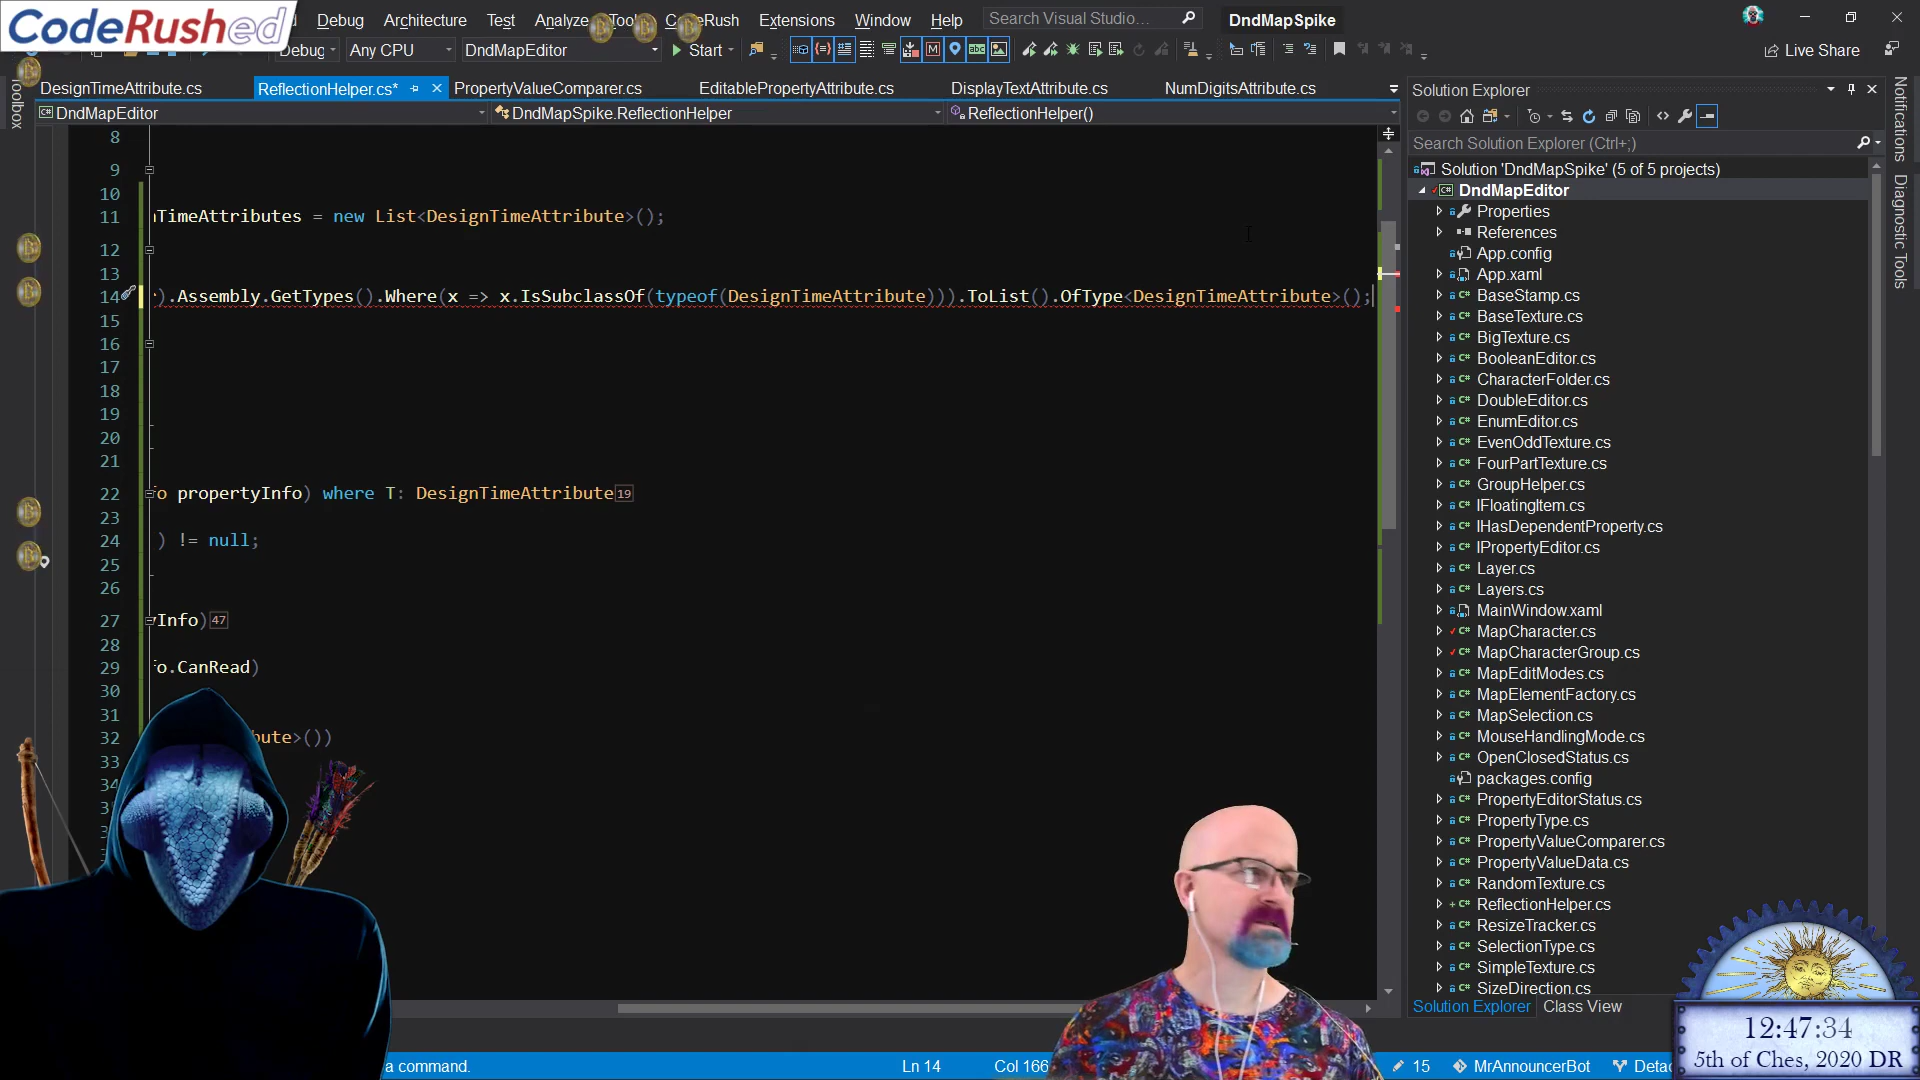 CodeRushed
Debug Architecture Test Analyze Tools CodeRush Extensions Window Help Search Visual Studio... DndMapSpike
Debug Any CPU DndMapEditor Start Live Share
DesignTimeAttribute.cs ReflectionHelper.cs* PropertyValueComparer.cs EditablePropertyAttribute.cs DisplayTextAttribute.cs NumDigitsAttribute.cs
DndMapEditor DndMapSpike.ReflectionHelper ReflectionHelper()
Toolbox
8
9
10
11 TimeAttributes = new List<DesignTimeAttribute>();
12
13
14 ).Assembly.GetTypes().Where(x => x.IsSubclassOf(typeof(DesignTimeAttribute))).ToList().OfType<DesignTimeAttribute>();
15
16
17
18
19
20
21
22 fo propertyInfo) where T: DesignTimeAttribute 19
23
24 ) != null;
25
26
27 yInfo) 47
28
29 fo.CanRead)
30
31
32 bute>())
33
Solution Explorer
Search Solution Explorer (Ctrl+;)
Solution 'DndMapSpike' (5 of 5 projects)
DndMapEditor
Properties
References
App.config
App.xaml
BaseStamp.cs
BaseTexture.cs
BigTexture.cs
BooleanEditor.cs
CharacterFolder.cs
DoubleEditor.cs
EnumEditor.cs
EvenOddTexture.cs
FourPartTexture.cs
GroupHelper.cs
IFloatingItem.cs
IHasDependentProperty.cs
IPropertyEditor.cs
Layer.cs
Layers.cs
MainWindow.xaml
MapCharacter.cs
MapCharacterGroup.cs
MapEditModes.cs
MapElementFactory.cs
MapSelection.cs
MouseHandlingMode.cs
OpenClosedStatus.cs
packages.config
PropertyEditorStatus.cs
PropertyType.cs
PropertyValueComparer.cs
PropertyValueData.cs
RandomTexture.cs
ReflectionHelper.cs
ResizeTracker.cs
SelectionType.cs
SimpleTexture.cs
SizeDirection.cs
Solution Explorer Class View
Notifications
Diagnostic Tools
12:47:34
5th of Ches, 2020 DR
a command. Ln 14 Col 166 15 MrAnnouncerBot Detac